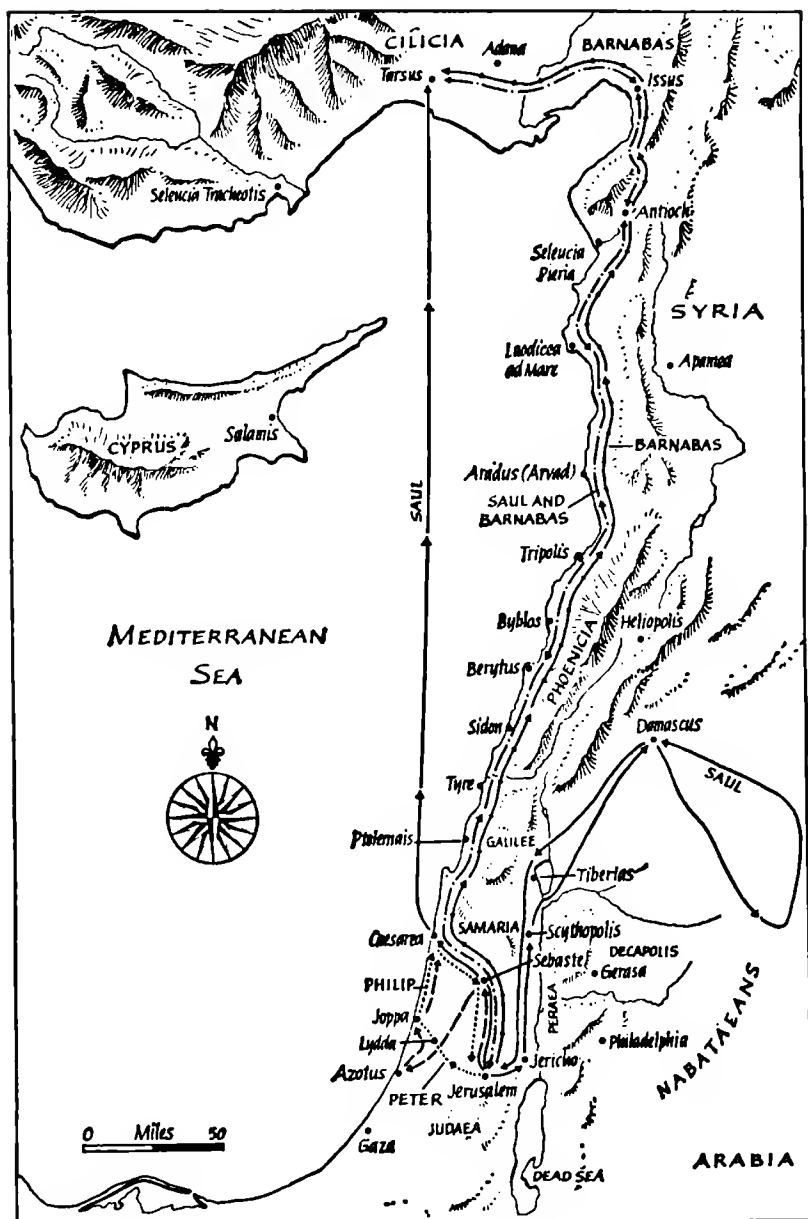 CILICIA
Adana
BARNABAS
Tarsus
Issus
Seleucia Tracheotis
Antioch
Seleucia
Pieria
SYRIA
Laodicea
ad Mare
Apamea
CYPRUS
Salamis
BARNABAS
Aradus (Arvad)
SAUL AND
BARNABAS
SAUL
Tripolis
Byblos
Heliopolis
PHOENICIA
MEDITERRANEAN
SEA
Berytus
N
Sidon
Damascus
SAUL
Tyre
Ptolemais
GALILEE
Tiberias
Caesarea
SAMARIA
Scythopolis
DECAPOLIS
Sebaste
Gerasa
PHILIP
PERAEA
Joppa
Lydda
Philadelphia
NABATAEANS
Azotus
Jericho
PETER
Jerusalem
JUDAEA
0 Miles 50
Gaza
ARABIA
DEAD SEA